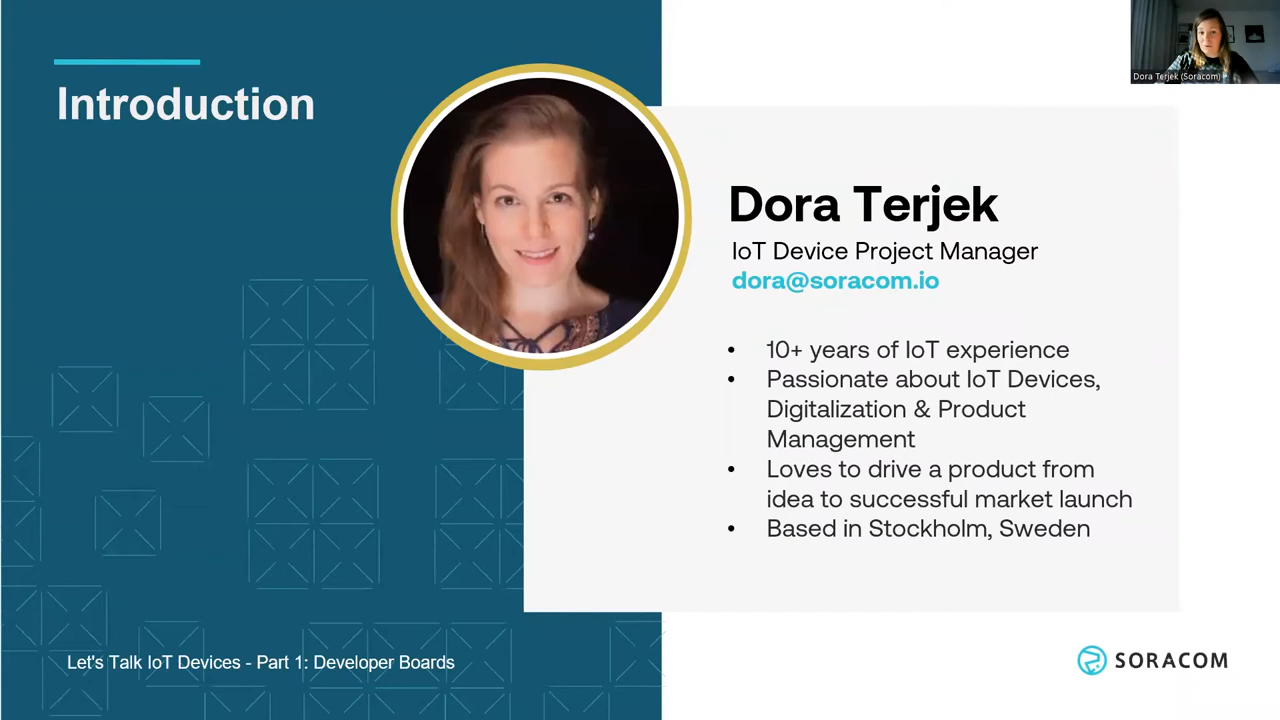 Introduction
Dora Terjek (Soracom)
Dora Terjek
IoT Device Project Manager
dora@soracom.io
• 10+ years of IoT experience
• Passionate about IoT Devices,
Digitalization & Product
Management
• Loves to drive a product from
idea to successful market launch
• Based in Stockholm, Sweden
Let's Talk IoT Devices - Part 1: Developer Boards
SORACOM